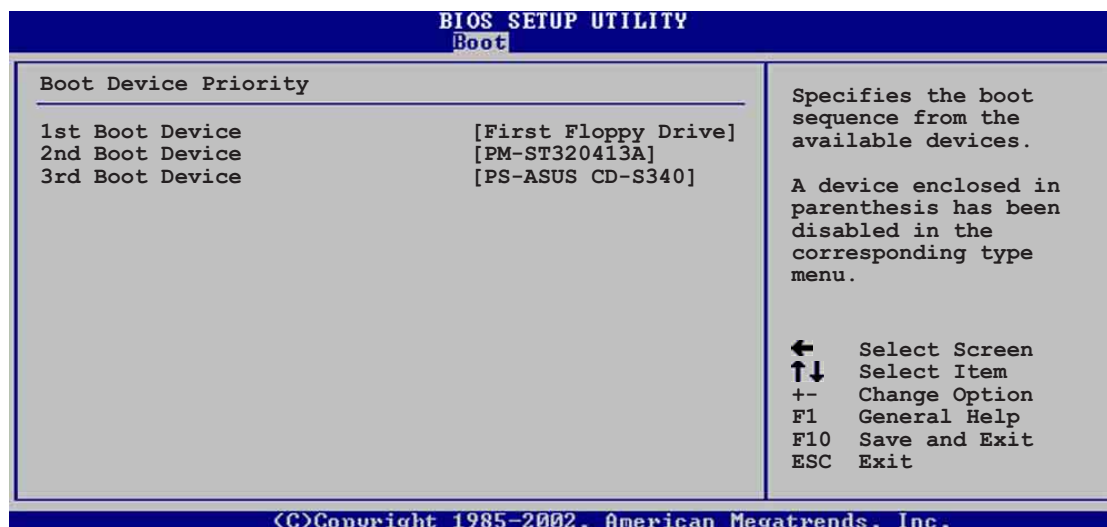 BIOS SETUP UTILITY
Boot
Boot Device Priority
1st Boot Device [First Floppy Drive]
2nd Boot Device [PM-ST320413A]
3rd Boot Device [PS-ASUS CD-S340]
Specifies the boot
sequence from the
available devices.
A device enclosed in
parenthesis has been
disabled in the
corresponding type
menu.
← Select Screen
↑↓ Select Item
+- Change Option
F1 General Help
F10 Save and Exit
ESC Exit
(C)Copyright 1985-2002, American Megatrends, Inc.